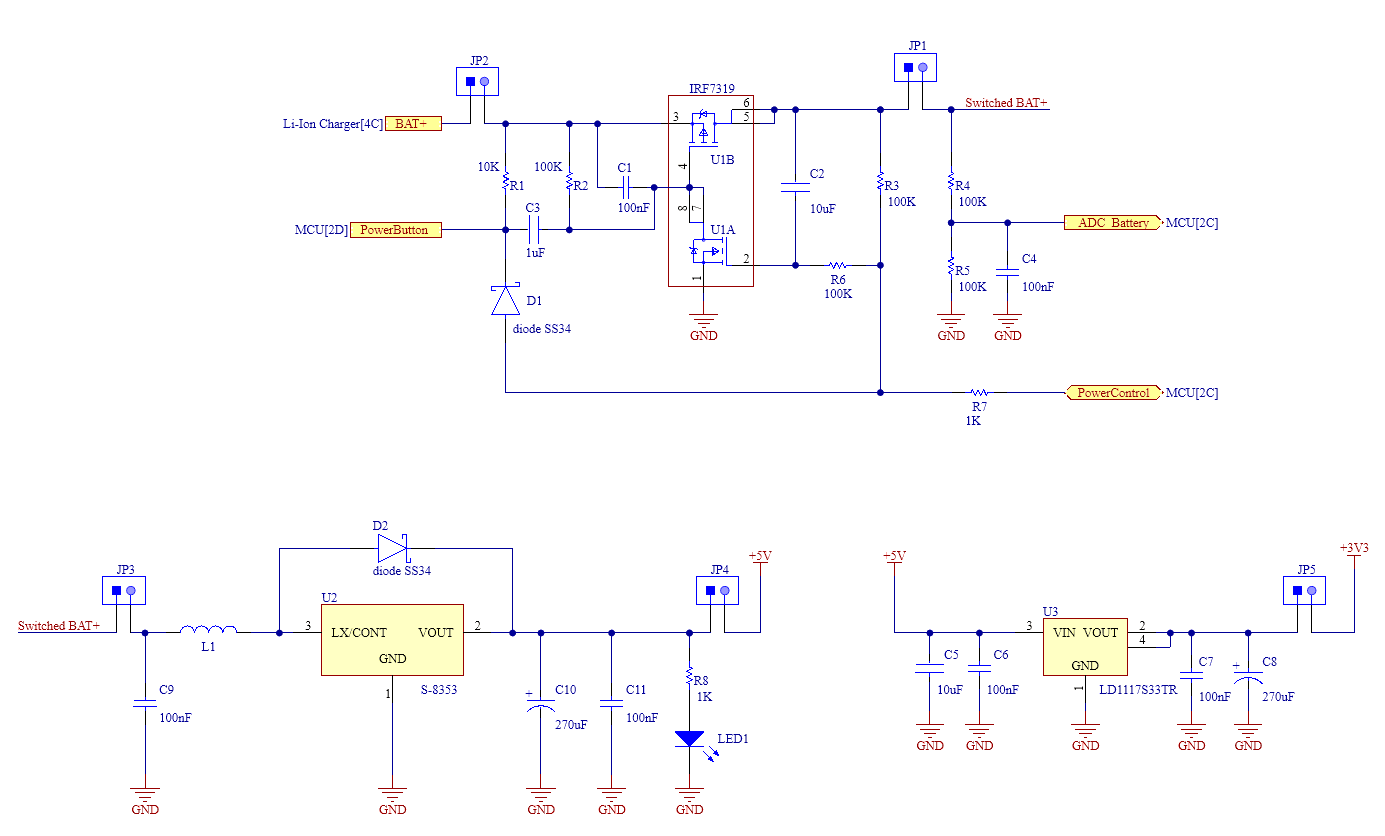 JP1
JP2
IRF7319
6
Switched BAT+
Li-Ion Charger[4C]
BAT+
3
5
10K
R1
100K
R2
C1
100nF
4
U1B
C2
10uF
R3
100K
R4
100K
C3
1uF
8
7
MCU[2D]
PowerButton
U1A
ADC_Battery
MCU[2C]
2
1
R6
100K
R5
100K
C4
100nF
D1
diode SS34
GND
GND
GND
PowerControl
MCU[2C]
R7
1K
D2
diode SS34
JP3
Switched BAT+
L1
U2
3
LX/CONT
VOUT
2
GND
1
S-8353
JP4
+5V
C9
100nF
+
C10
270uF
C11
100nF
R8
1K
LED1
GND
GND
GND
GND
GND
+5V
JP5
+3V3
U3
3
VIN
VOUT
2
4
GND
1
LD1117S33TR
C5
10uF
C6
100nF
C7
100nF
+
C8
270uF
GND
GND
GND
GND
GND